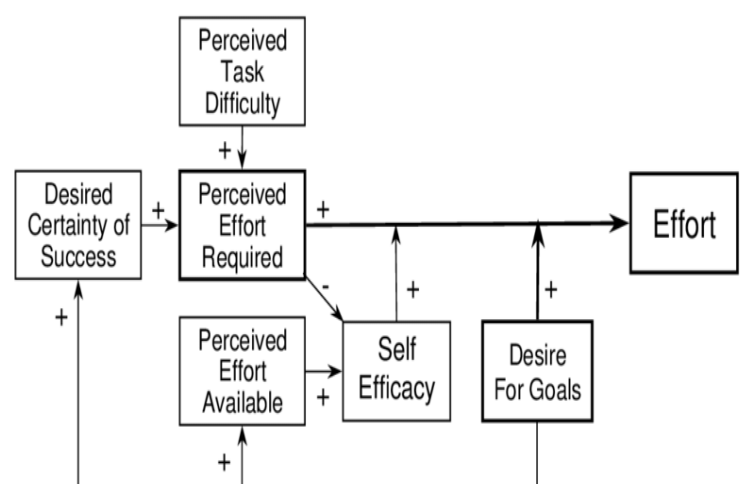 Perceived
Task
Difficulty
+
Desired
Certainty of
Success
+
Perceived
Effort
Required
+
Effort
-
+
+
+
Perceived
Effort
Available
+
Self
Efficacy
Desire
For Goals
+